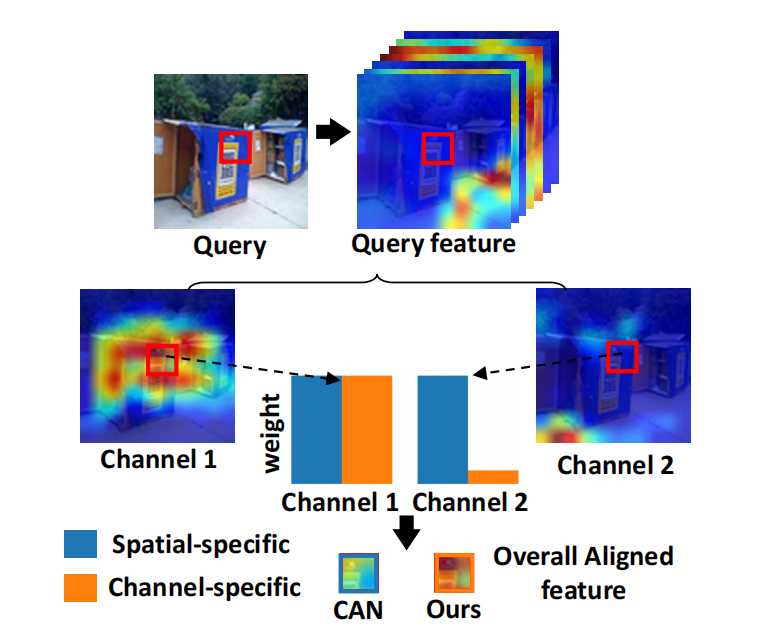 Query
Query feature
Channel 1
Channel 2
weight
Channel 1
Channel 2
Spatial-specific
Channel-specific
CAN
Ours
Overall Aligned
feature